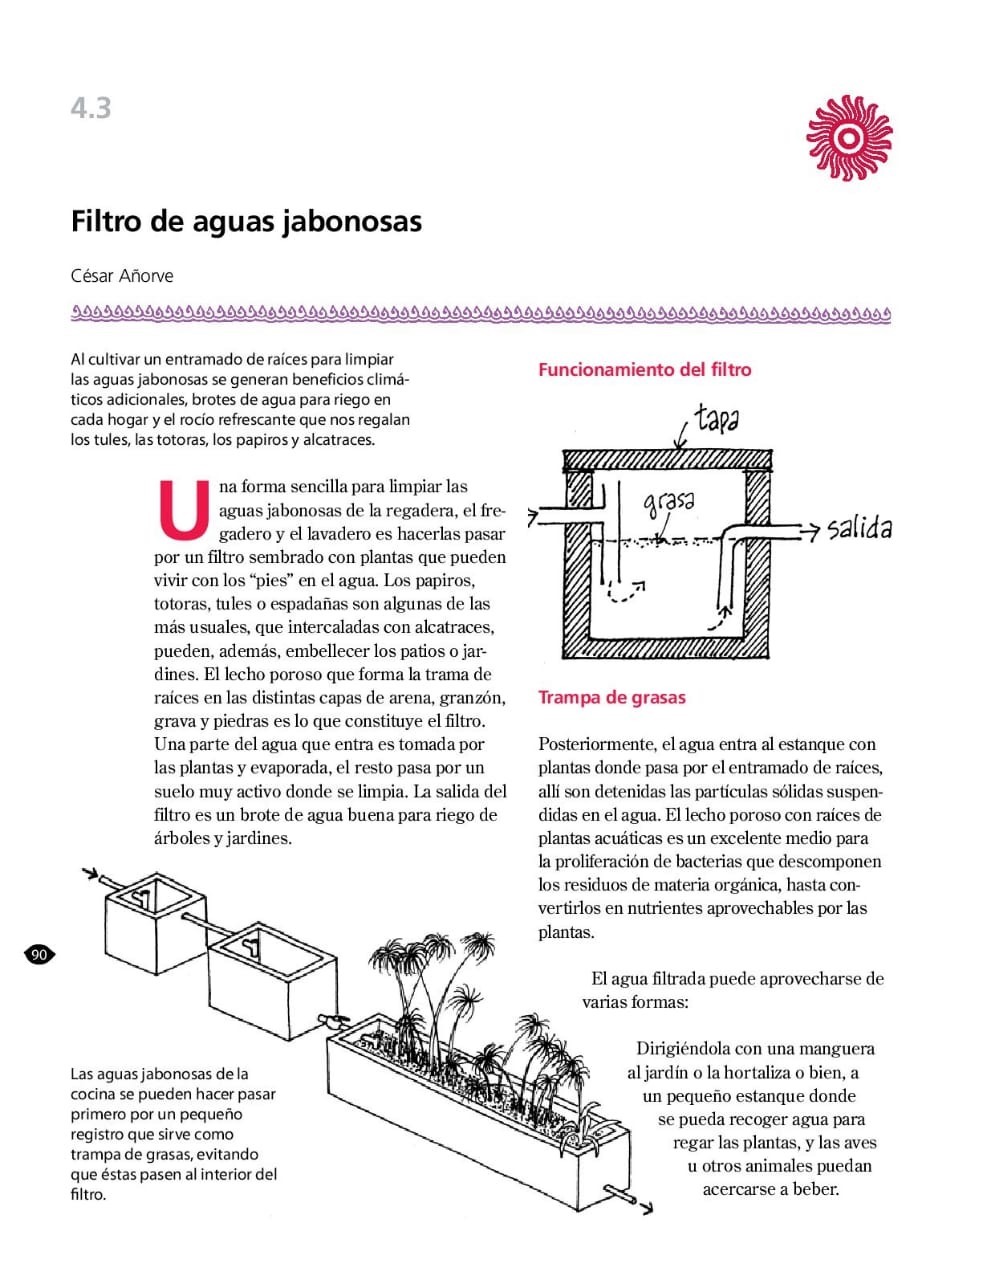 4.3
Filtro de aguas jabonosas
César Añorve
Al cultivar un entramado de raíces para limpiar
las aguas jabonosas se generan beneficios climá-
ticos adicionales, brotes de agua para riego en
cada hogar y el rocío refrescante que nos regalan
los tules, las totoras, los papiros y alcatraces.
Una forma sencilla para limpiar las
aguas jabonosas de la regadera, el fre-
gadero y el lavadero es hacerlas pasar
por un filtro sembrado con plantas que pueden
vivir con los “pies” en el agua. Los papiros,
totoras, tules o espadañas son algunas de las
más usuales, que intercaladas con alcatraces,
pueden, además, embellecer los patios o jar-
dines. El lecho poroso que forma la trama de
raíces en las distintas capas de arena, granzón,
grava y piedras es lo que constituye el filtro.
Una parte del agua que entra es tomada por
las plantas y evaporada, el resto pasa por un
suelo muy activo donde se limpia. La salida del
filtro es un brote de agua buena para riego de
árboles y jardines.
90
Las aguas jabonosas de la
cocina se pueden hacer pasar
primero por un pequeño
registro que sirve como
trampa de grasas, evitando
que éstas pasen al interior del
filtro.
Funcionamiento del filtro
tapa
grasa
salida
Trampa de grasas
Posteriormente, el agua entra al estanque con
plantas donde pasa por el entramado de raíces,
allí son detenidas las partículas sólidas suspen-
didas en el agua. El lecho poroso con raíces de
plantas acuáticas es un excelente medio para
la proliferación de bacterias que descomponen
los residuos de materia orgánica, hasta con-
vertirlos en nutrientes aprovechables por las
plantas.
El agua filtrada puede aprovecharse de
varias formas:
Dirigiéndola con una manguera
al jardín o la hortaliza o bien, a
un pequeño estanque donde
se pueda recoger agua para
regar las plantas, y las aves
u otros animales puedan
acercarse a beber.